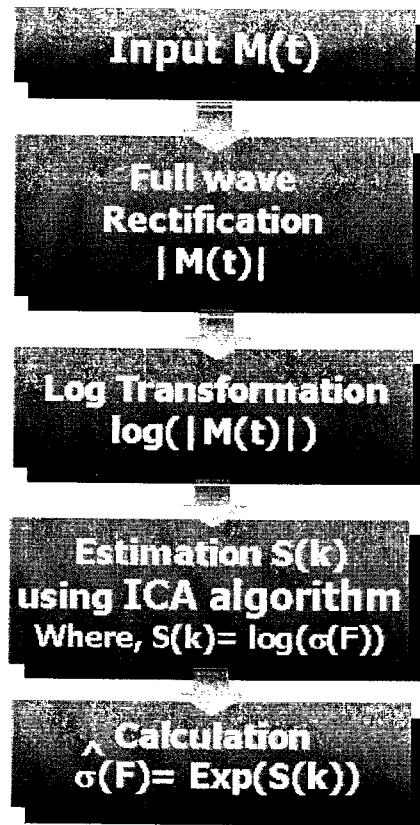 Input M(t)
Full wave
Rectification
|M(t)|
Log Transformation
log(|M(t)|)
Estimation S(k)
using ICA algorithm
Where, S(k)= log(σ(F))
Calculation
σ̂(F)= Exp(S(k))